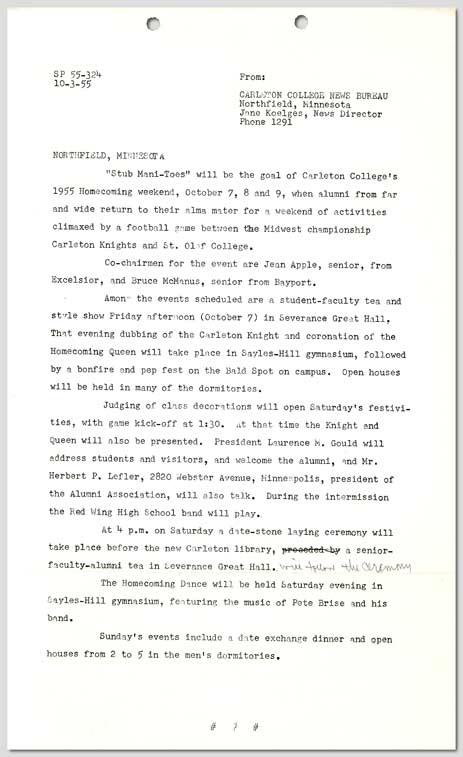 SP 55-324
10-3-55
From:
CARLETON COLLEGE NEWS BUREAU
Northfield, Minnesota
Jane Koelges, News Director
Phone 1291
NORTHFIELD, MINNESOTA
"Stub Mani-Toes" will be the goal of Carleton College's
1955 Homecoming weekend, October 7, 8 and 9, when alumni from far
and wide return to their alma mater for a weekend of activities
climaxed by a football game between the Midwest championship
Carleton Knights and St. Olaf College.
Co-chairmen for the event are Jean Apple, senior, from
Excelsior, and Bruce McManus, senior from Bayport.
Among the events scheduled are a student-faculty tea and
style show Friday afternoon (October 7) in Severance Great Hall.
That evening dubbing of the Carleton Knight and coronation of the
Homecoming Queen will take place in Sayles-Hill gymnasium, followed
by a bonfire and pep fest on the Bald Spot on campus. Open houses
will be held in many of the dormitories.
Judging of class decorations will open Saturday's festivi-
ties, with game kick-off at 1:30. At that time the Knight and
Queen will also be presented. President Laurence M. Gould will
address students and visitors, and welcome the alumni, and Mr.
Herbert P. Lefler, 2820 Webster Avenue, Minneapolis, president of
the Alumni Association, will also talk. During the intermission
the Red Wing High School band will play.
At 4 p.m. on Saturday a date-stone laying ceremony will
take place before the new Carleton library, preceded by a senior-
faculty-alumni tea in Severance Great Hall. will follow the ceremony
The Homecoming Dance will be held Saturday evening in
Sayles-Hill gymnasium, featuring the music of Pete Brise and his
band.
Sunday's events include a date exchange dinner and open
houses from 2 to 5 in the men's dormitories.
# #